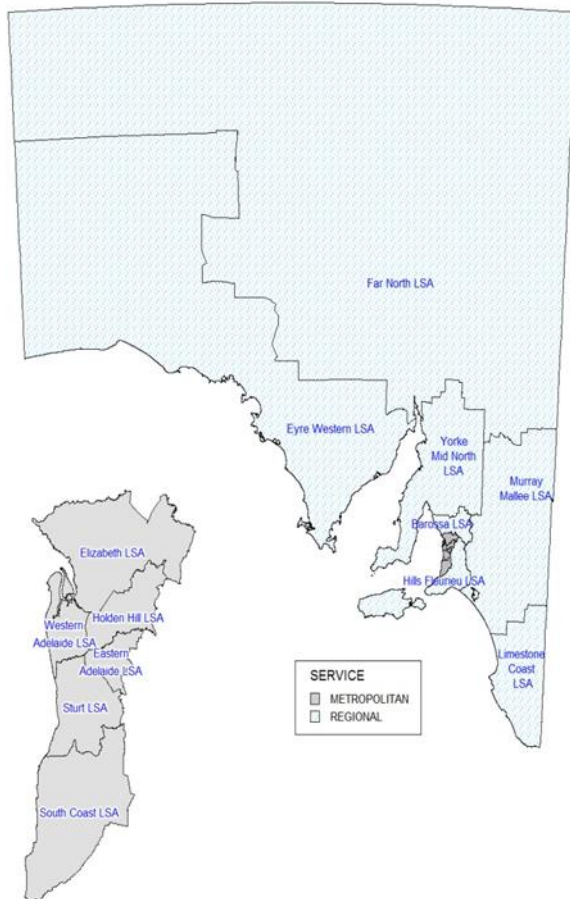 Far North LSA
Eyre Western LSA
Yorke
Mid North
LSA
Murray
Mallee LSA
Barossa LSA
Hills Fleurieu LSA
Limestone
Coast
LSA
Elizabeth LSA
Holden Hill LSA
Western
Adelaide LSA
Eastern
Adelaide LSA
Sturt LSA
South Coast LSA
SERVICE
METROPOLITAN
REGIONAL